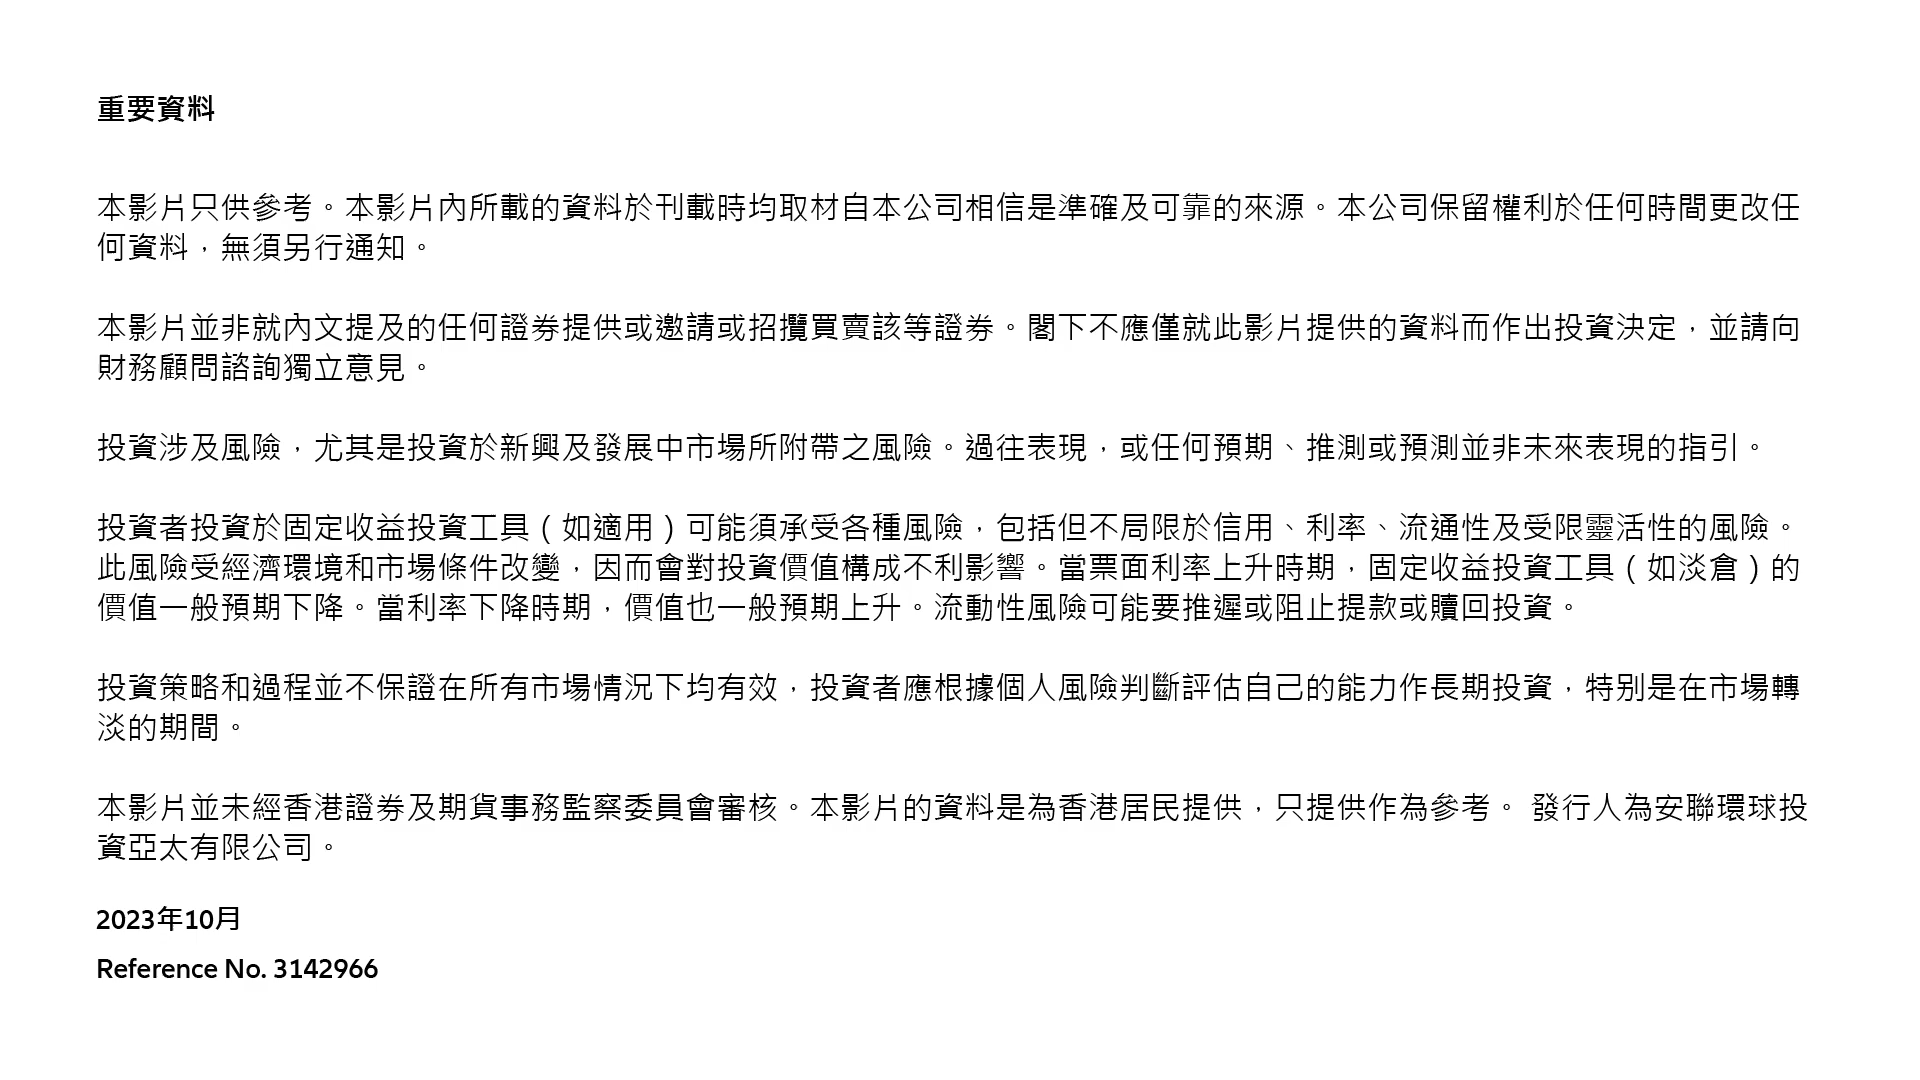 重要資料
本影片只供參考。本影片內所載的資料於刊載時均取材自本公司相信是準確及可靠的來源。本公司保留權利於任何時間更改任
何資料，無須另行通知。
本影片並非就內文提及的任何證券提供或邀請或招攬買賣該等證券。閣下不應僅就此影片提供的資料而作出投資決定，並請向
財務顧問諮詢獨立意見。
投資涉及風險，尤其是投資於新興及發展中市場所附帶之風險。過往表現，或任何預期、推測或預測並非未來表現的指引。
投資者投資於固定收益投資工具（如適用）可能須承受各種風險，包括但不局限於信用、利率、流通性及受限靈活性的風險。
此風險受經濟環境和市場條件改變，因而會對投資價值構成不利影響。當票面利率上升時期，固定收益投資工具（如淡倉）的
價值一般預期下降。當利率下降時期，價值也一般預期上升。流動性風險可能要推遲或阻止提款或贖回投資。
投資策略和過程並不保證在所有市場情況下均有效，投資者應根據個人風險判斷評估自己的能力作長期投資，特別是在市場轉
淡的期間。
本影片並未經香港證券及期貨事務監察委員會審核。本影片的資料是為香港居民提供，只提供作為參考。 發行人為安聯環球投
資亞太有限公司。
2023年10月
Reference No. 3142966